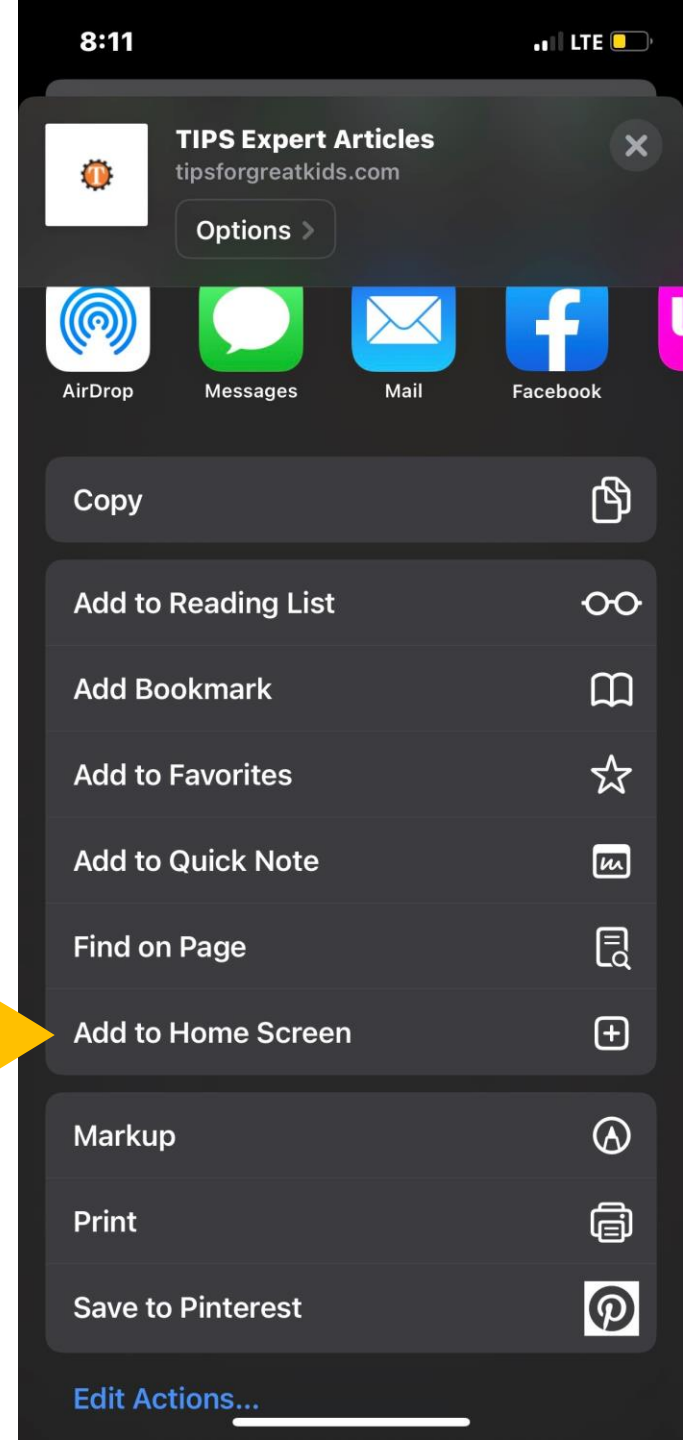 8:11
LTE
TIPS Expert Articles
T
tipsforgreatkids.com
Options
AirDrop
Messages
Mail
Facebook
Copy
Add to Reading List
Add Bookmark
Add to Favorites
Add to Quick Note
Find on Page
Add to Home Screen
Markup
Print
Save to Pinterest
Edit Actions...